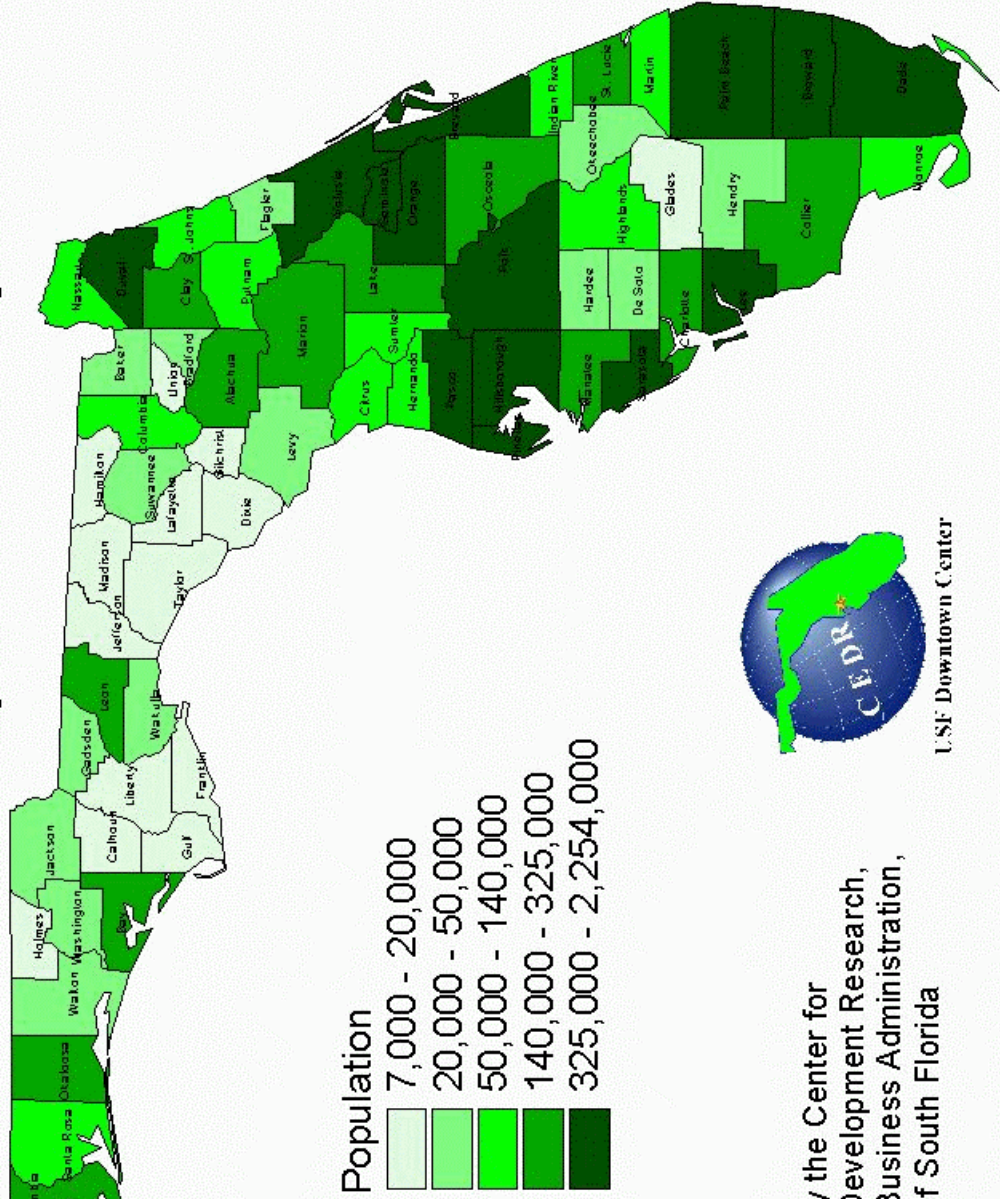 Santa Rosa
Okaloosa
Walton
Holmes
Washington
Bay
Jackson
Calhoun
Gulf
Gadsden
Liberty
Franklin
Leon
Wakulla
Jefferson
Madison
Taylor
Hamilton
Suwannee
Lafayette
Dixie
Columbia
Gilchrist
Levy
Baker
Union
Bradford
Alachua
Nassau
Duval
Clay
St. Johns
Putnam
Flagler
Marion
Citrus
Sumter
Hernando
Lake
Volusia
Seminole
Orange
Brevard
Pasco
Hillsborough
Pinellas
Polk
Osceola
Indian River
St. Lucie
Okeechobee
Martin
Manatee
Hardee
Highlands
De Soto
Sarasota
Charlotte
Glades
Lee
Hendry
Palm Beach
Collier
Broward
Dade
Monroe
Population
7,000 - 20,000
20,000 - 50,000
50,000 - 140,000
140,000 - 325,000
325,000 - 2,254,000
the Center for
Development Research,
Business Administration,
f South Florida
CEDR
USF Downtown Center